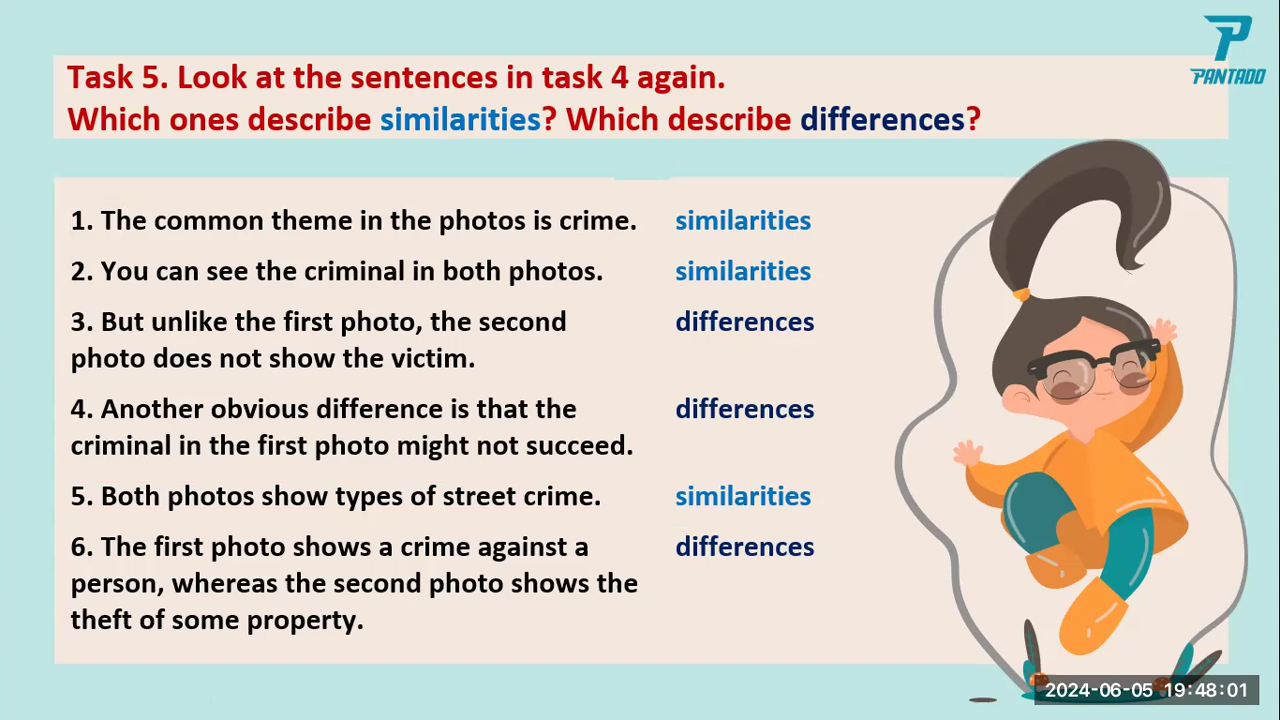 PANTADO
Task 5. Look at the sentences in task 4 again.
Which ones describe similarities? Which describe differences?
1. The common theme in the photos is crime. similarities
2. You can see the criminal in both photos. similarities
3. But unlike the first photo, the second differences
photo does not show the victim.
4. Another obvious difference is that the differences
criminal in the first photo might not succeed.
5. Both photos show types of street crime. similarities
6. The first photo shows a crime against a differences
person, whereas the second photo shows the
theft of some property.
2024-06-05 19:48:01